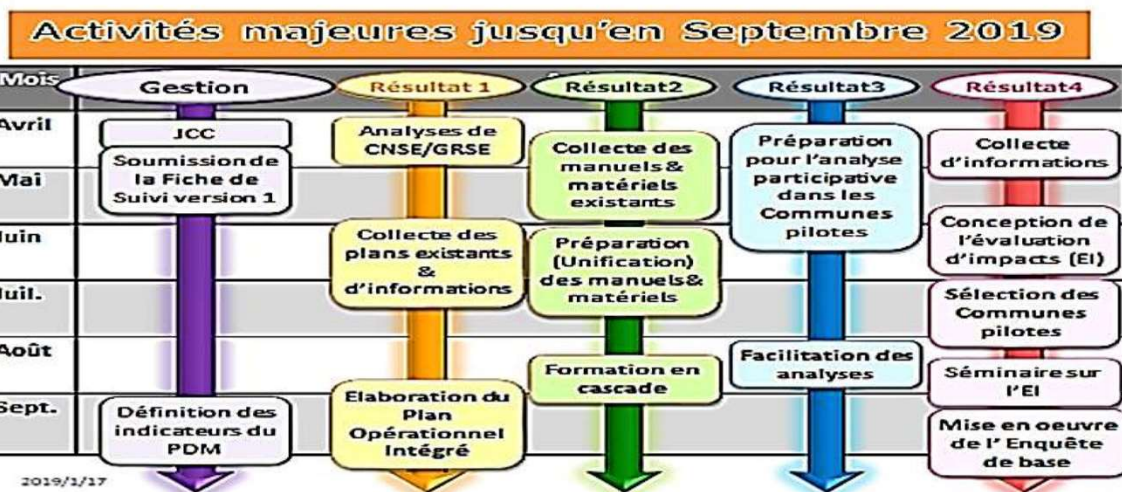 Activités majeures jusqu'en Septembre 2019
Mois
Gestion
Résultat 1
Résultat2
Résultat3
Résultat4
Avril
Mai
Juin
Juil.
Août
Sept.
JCC
Soumission de
la Fiche de
Suivi version 1
Définition des
indicateurs du
PDM
Analyses de
CNSE/GRSE
Collecte des
plans existants
&
d'informations
Elaboration du
Plan
Opérationnel
Intégré
Collecte des
manuels&
matériels
existants
Préparation
(Unification)
des manuels&
matériels
Formation en
cascade
Préparation
pour l'analyse
participative
dans les
Communes
pilotes
Facilitation des
analyses
Collecte
d'informations
Conception de
l'évaluation
d'impacts (EI)
Sélection des
Communes
pilotes
Séminaire sur
l'EI
Mise en oeuvre
de l' Enquête
de base
2019/1/17